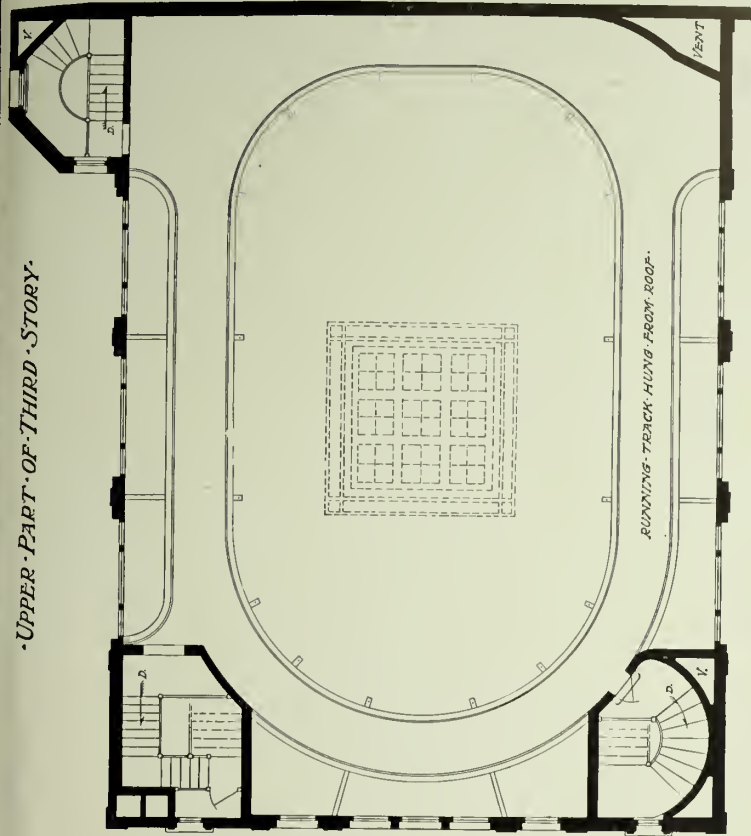 ·UPPER·PART·OF·THIRD·STORY·
V.
D.
VENT
RUNNING·TRACK·HUNG·FROM·ROOF·
D.
D.
V.